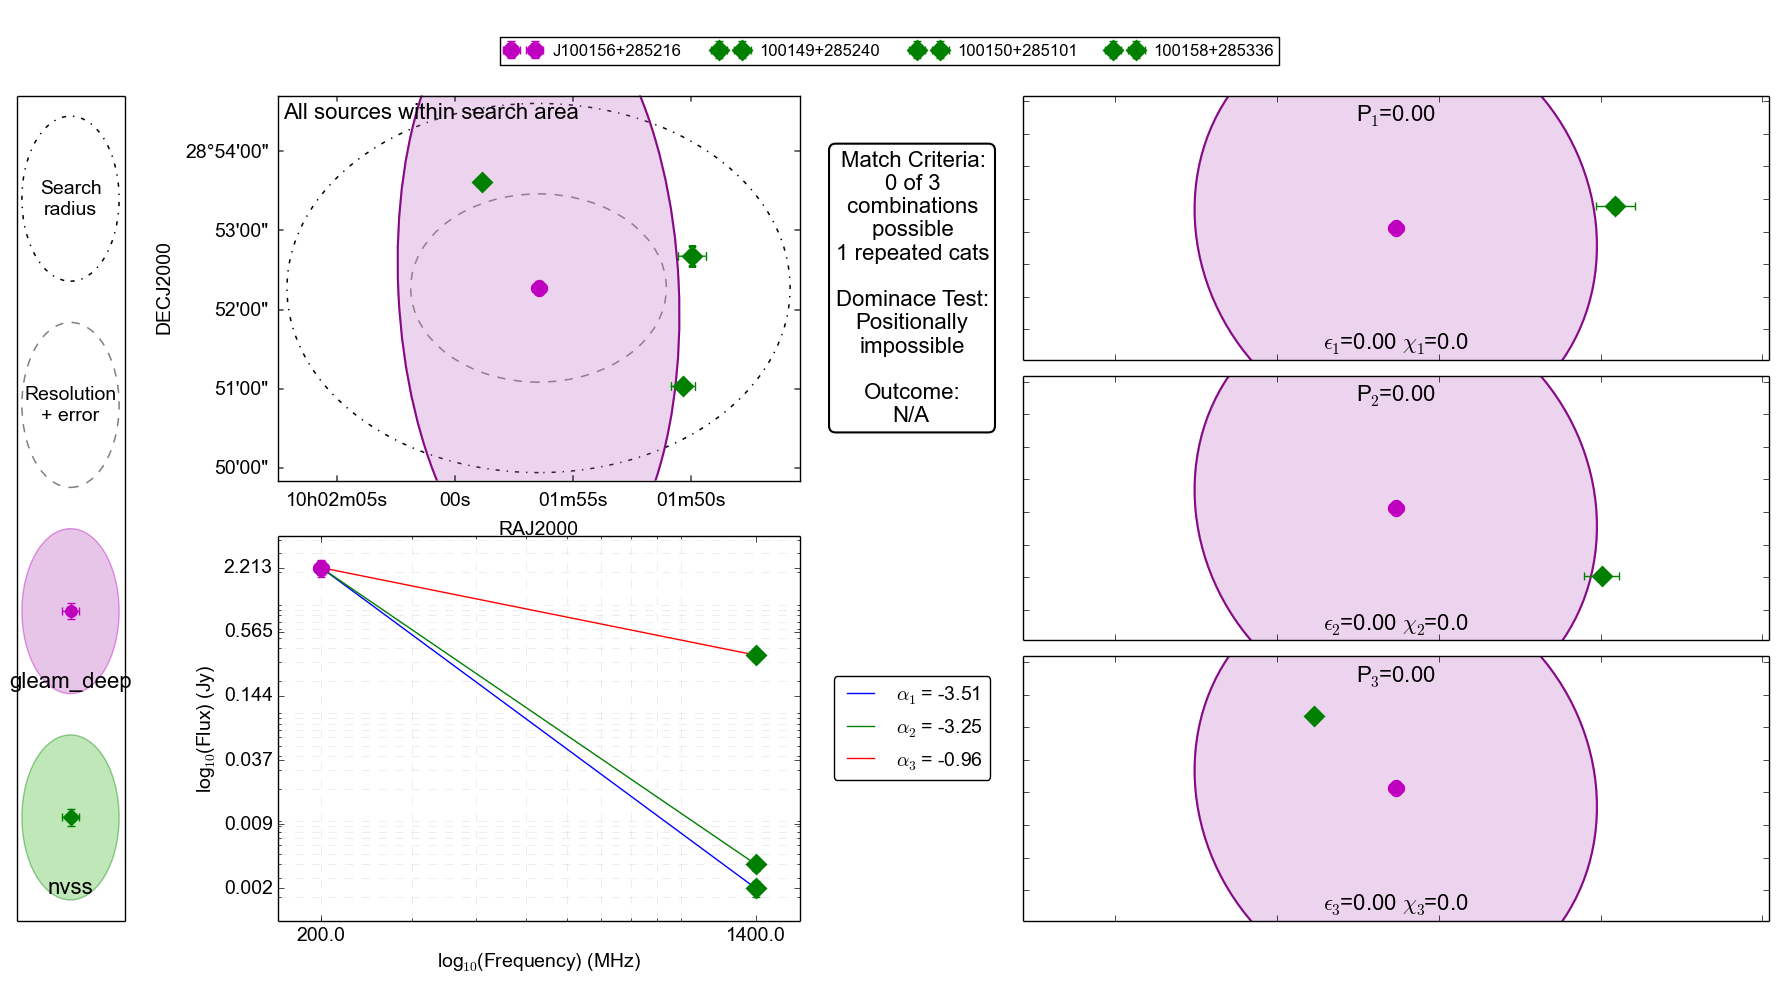 J100156+285216 100149+285240 100150+285101 100158+285336
Search
radius
Resolution
+ error
gleam_deep
nvss
All sources within search area
28°54'00"
53'00"
52'00"
51'00"
50'00"
DECJ2000
10h02m05s 00s 01m55s 01m50s
RAJ2000
2.213
0.565
0.144
0.037
0.009
0.002
log₁₀(Flux) (Jy)
200.0 1400.0
log₁₀(Frequency) (MHz)
Match Criteria:
0 of 3
combinations
possible
1 repeated cats
Dominace Test:
Positionally
impossible
Outcome:
N/A
α₁ = -3.51
α₂ = -3.25
α₃ = -0.96
P₁=0.00
ϵ₁=0.00 χ₁=0.0
P₂=0.00
ϵ₂=0.00 χ₂=0.0
P₃=0.00
ϵ₃=0.00 χ₃=0.0